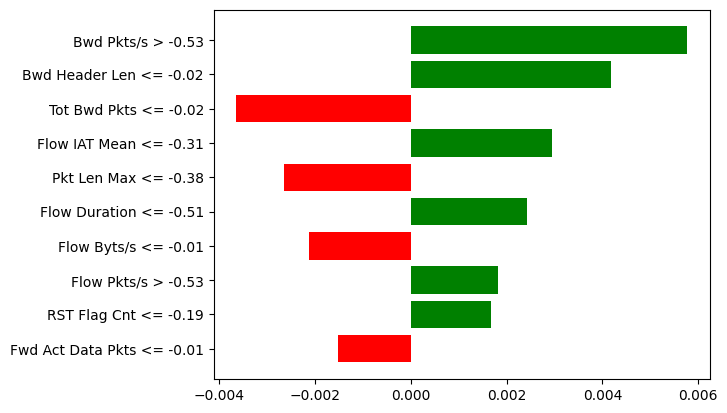 Bwd Pkts/s > -0.53
Bwd Header Len <= -0.02
Tot Bwd Pkts <= -0.02
Flow IAT Mean <= -0.31
Pkt Len Max <= -0.38
Flow Duration <= -0.51
Flow Byts/s <= -0.01
Flow Pkts/s > -0.53
RST Flag Cnt <= -0.19
Fwd Act Data Pkts <= -0.01
−0.004 −0.002 0.000 0.002 0.004 0.006